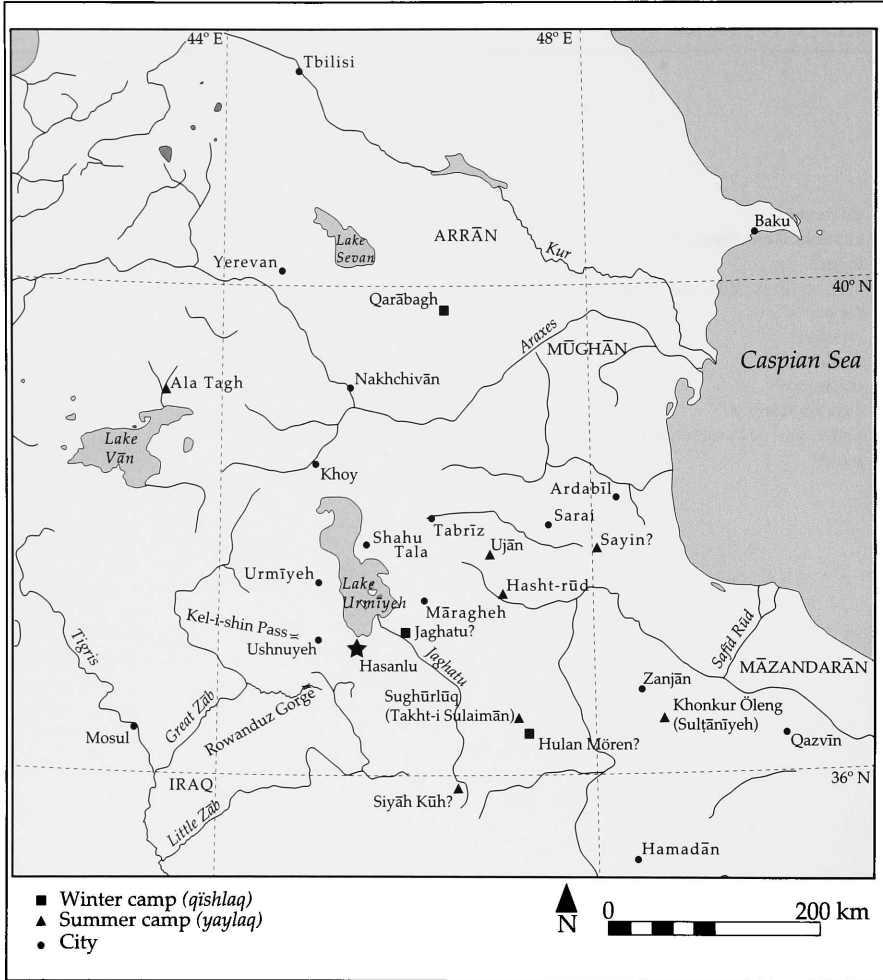 44° E
48° E
Tbilisi
Baku
Lake
Sevan
ARRĀN
Kur
Yerevan
40° N
Qarābagh
Araxes
MŪGHĀN
Caspian Sea
Ala Tagh
Nakhchivān
Lake
Vān
Khoy
Ardabīl
Sarai
Tabrīz
Shahu
Tala
Ujān
Sayin?
Urmīyeh
Lake
Urmīyeh
Hasht-rūd
Māragheh
Kel-i-shin Pass
Jaghatu?
Ushnuyeh
Tigris
Hasanlu
Jaghatu
Safīd Rūd
MĀZANDARĀN
Zanjān
Sughūrlūq
(Takht-i Sulaimān)
Khonkur Öleng
(Sulṭānīyeh)
Great Zāb
Rowanduz Gorge
Mosul
Hulan Mören?
Qazvīn
36° N
IRAQ
Siyāh Kūh?
Little Zāb
Hamadān
Winter camp (qïshlaq)
Summer camp (yaylaq)
City
N
0
200 km